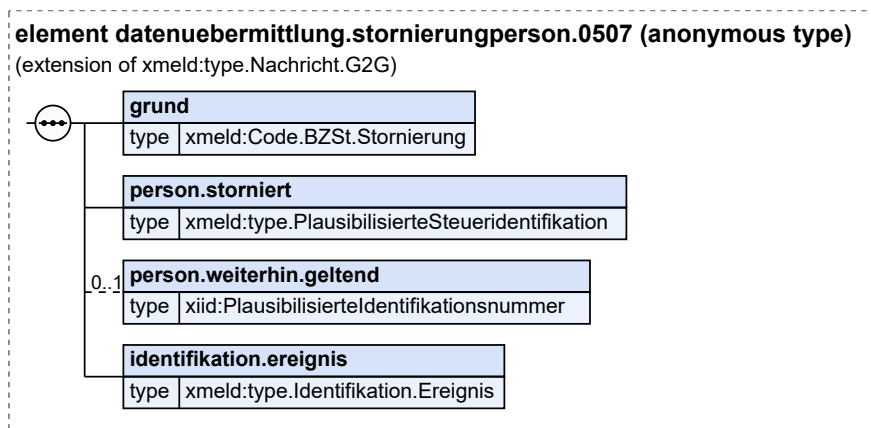 element datenuebermittlung.stornierungperson.0507 (anonymous type)
(extension of xmeld:type.Nachricht.G2G)
grund
type xmeld:Code.BZSt.Stornierung
person.storniert
type xmeld:type.PlausibilisierteSteueridentifikation
0..1 person.weiterhin.geltend
type xiid:PlausibilisierteIdentifikationsnummer
identifikation.ereignis
type xmeld:type.Identifikation.Ereignis